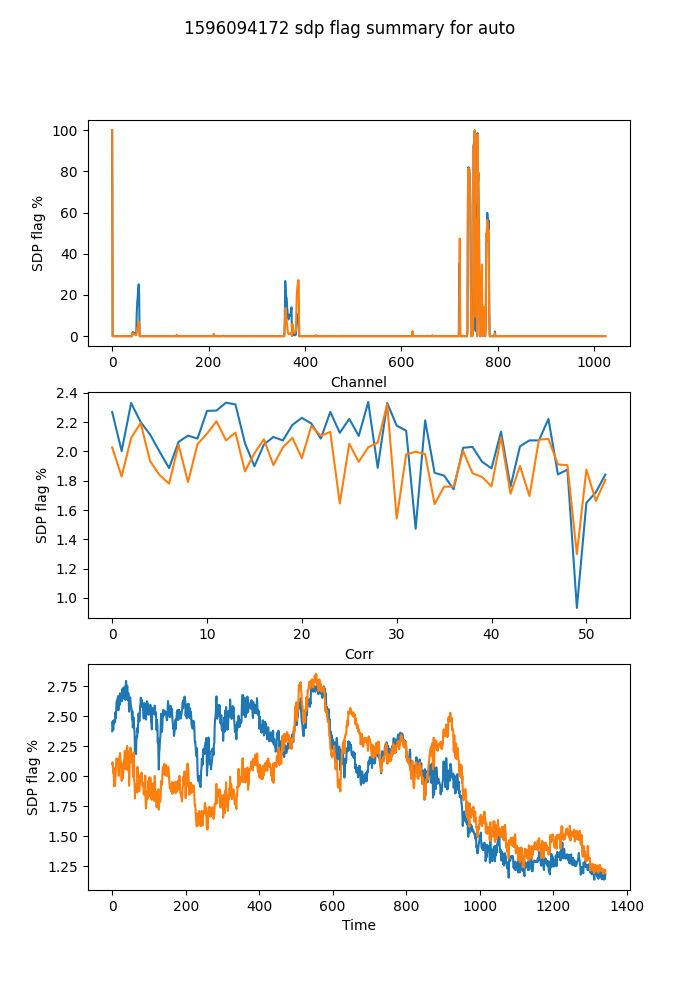 1596094172 sdp flag summary for auto
100
80
60
40
20
0
SDP flag %
0 200 400 600 800 1000
Channel
2.4
2.2
2.0
1.8
1.6
1.4
1.2
1.0
SDP flag %
0 10 20 30 40 50
Corr
2.75
2.50
2.25
2.00
1.75
1.50
1.25
SDP flag %
0 200 400 600 800 1000 1200 1400
Time